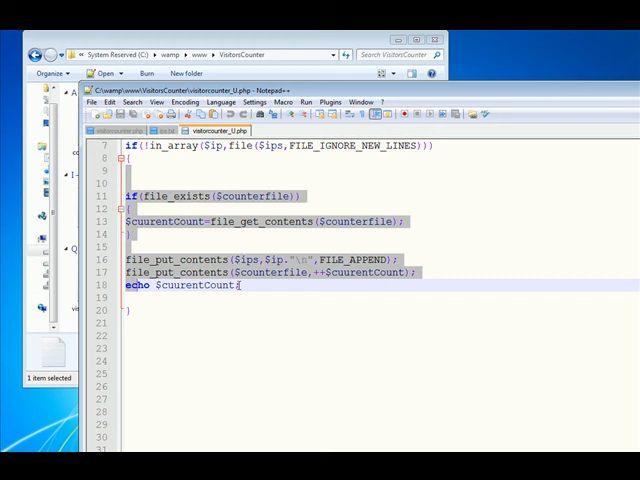 System Reserved (C:) ▸ wamp ▸ www ▸ VisitorsCounter
Search VisitorsCounter
Organize
Open
Burn
New folder
C:\wamp\www\VisitorsCounter\visitorcounter_U.php - Notepad++
File Edit Search View Encoding Language Settings Macro Run Plugins Window ?
X
visitorcounter.php
ips.txt
visitorcounter_U.php
7 if(!in_array($ip,file($ips,FILE_IGNORE_NEW_LINES)))
8 {
9
10
11 if(file_exists($counterfile))
12 {
13 $cuurentCount=file_get_contents($counterfile);
14 }
15
16 file_put_contents($ips,$ip."\n",FILE_APPEND);
17 file_put_contents($counterfile,++$cuurentCount);
18 echo $cuurentCount;
19
20 }
21
22
23
24
25
26
27
28
29
30
31
1 item selected